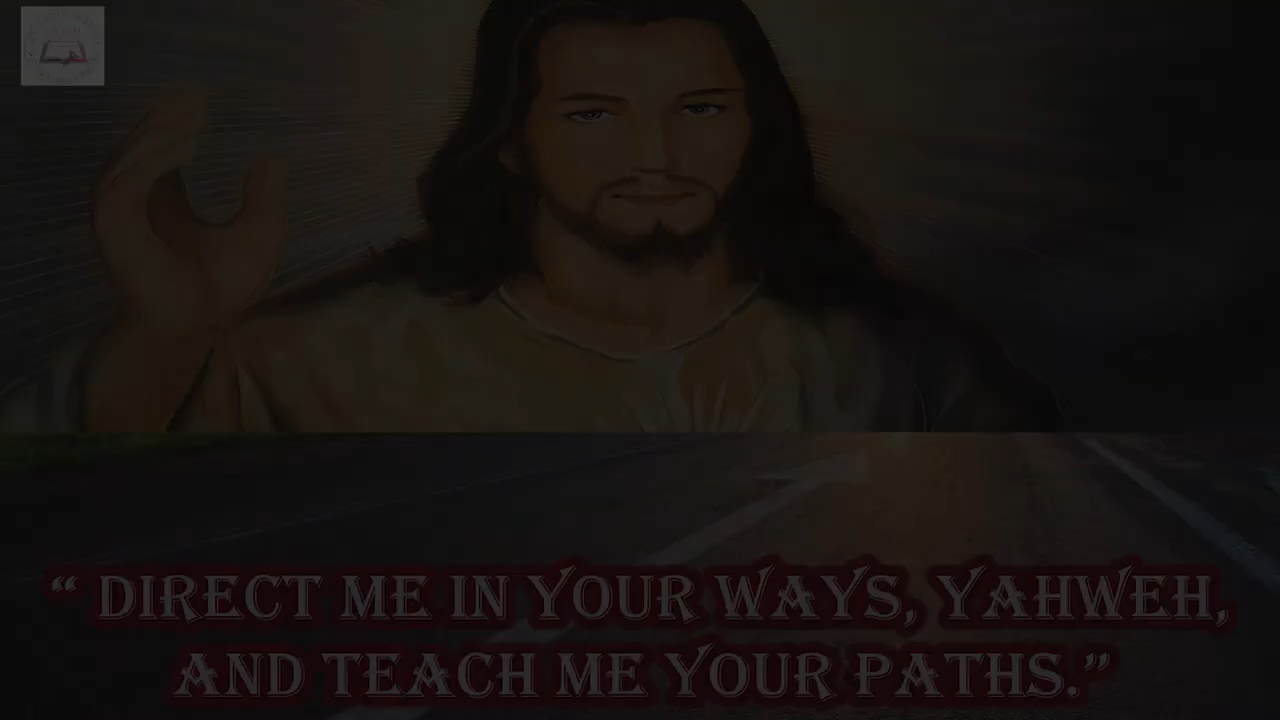 “ DIRECT ME IN YOUR WAYS, YAHWEH,
AND TEACH ME YOUR PATHS.”